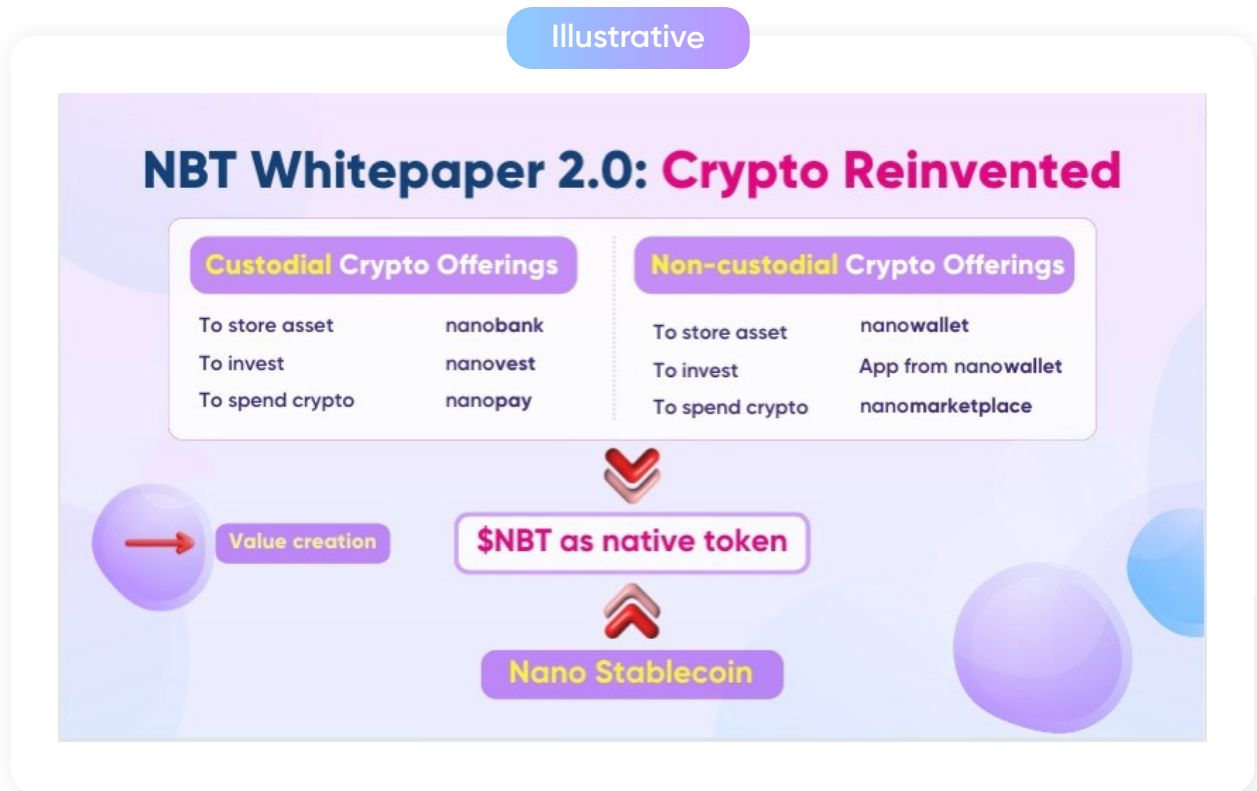 Illustrative
NBT Whitepaper 2.0: Crypto Reinvented
Custodial Crypto Offerings
To store asset nanobank
To invest nanovest
To spend crypto nanopay
Non-custodial Crypto Offerings
To store asset nanowallet
To invest App from nanowallet
To spend crypto nanomarketplace
Value creation
$NBT as native token
Nano Stablecoin